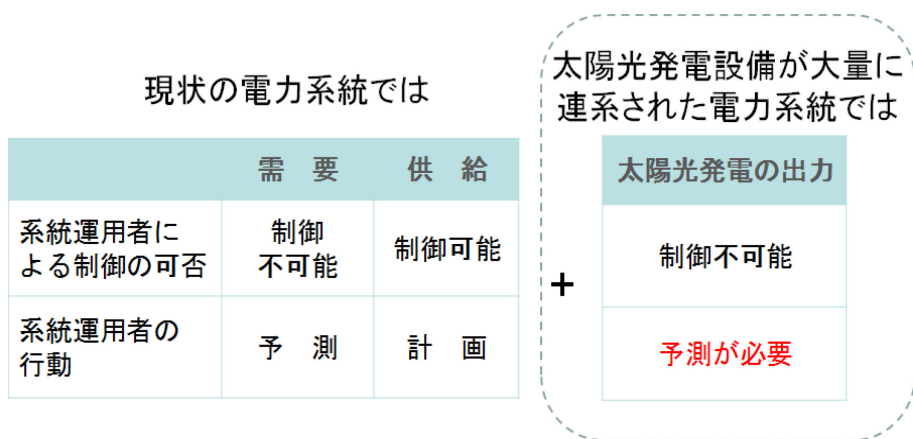 現状の電力系統では
需 要
供 給
系統運用者に
よる制御の可否
制御
不可能
制御可能
系統運用者の
行動
予 測
計 画
+
太陽光発電設備が大量に
連系された電力系統では
太陽光発電の出力
制御不可能
予測が必要